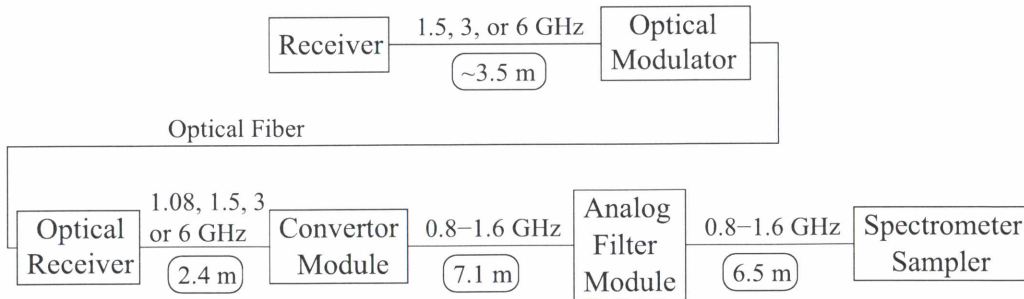 Receiver
1.5, 3, or 6 GHz
~3.5 m
Optical
Modulator
Optical Fiber
Optical
Receiver
1.08, 1.5, 3
or 6 GHz
2.4 m
Convertor
Module
0.8−1.6 GHz
7.1 m
Analog
Filter
Module
0.8−1.6 GHz
6.5 m
Spectrometer
Sampler